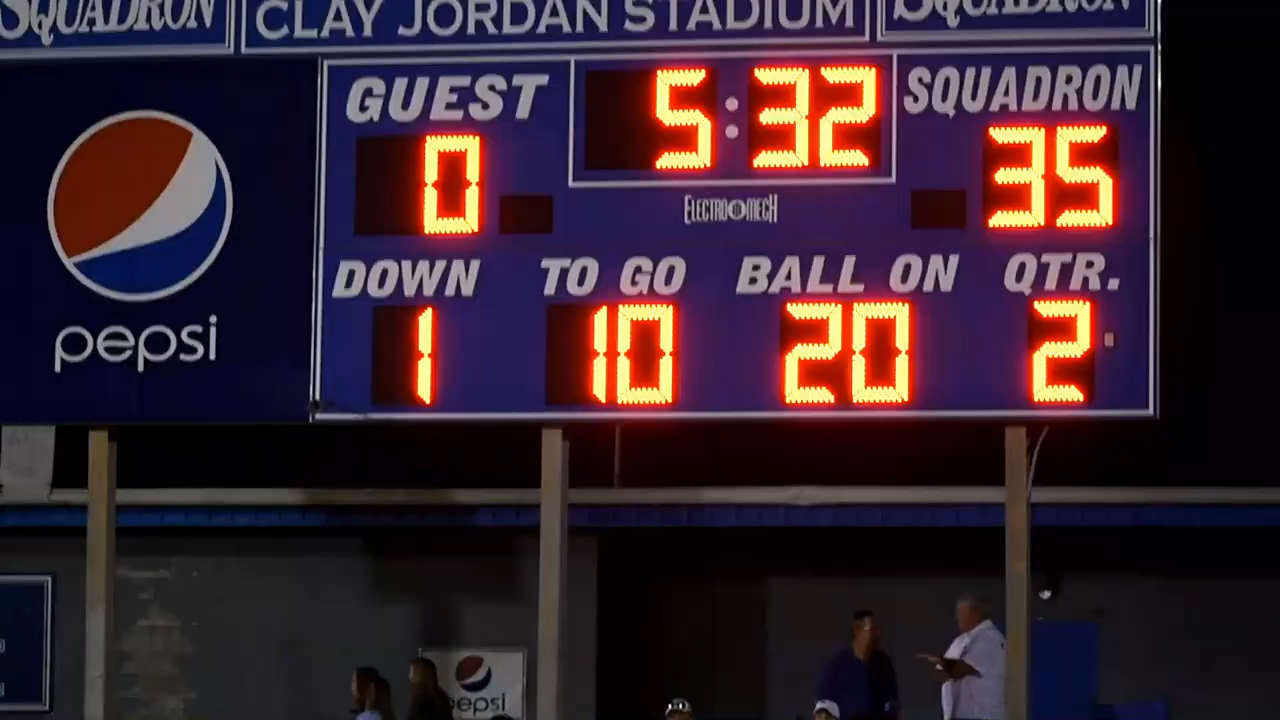 SQUADRON CLAY JORDAN STADIUM SQUADRON
GUEST 5:32 SQUADRON
0 35
ELECTRO-MECH
DOWN TO GO BALL ON QTR.
1 10 20 2
pepsi
pepsi